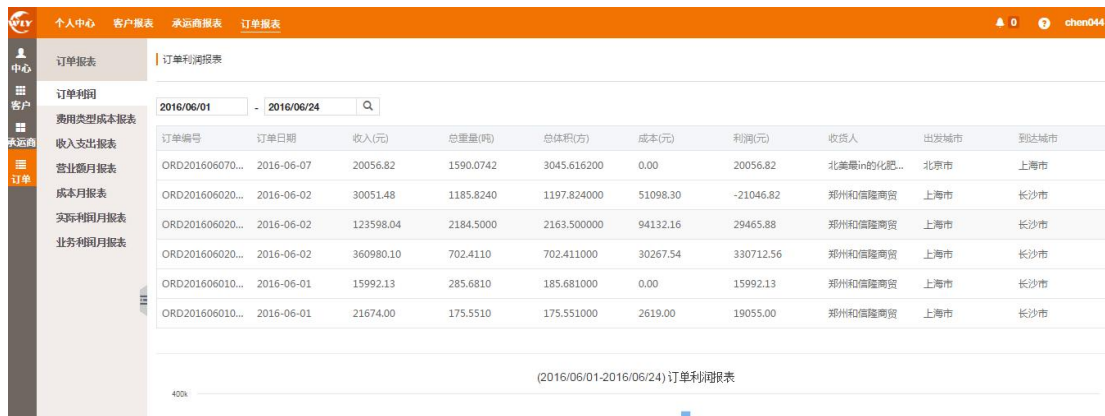 WLY 个人中心 客户报表 承运商报表 订单报表 0 ? chen044
中心
客户
承运商
订单
订单报表
订单利润
费用类型成本报表
收入支出报表
营业额月报表
成本月报表
实际利润月报表
业务利润月报表
订单利润报表
2016/06/01 - 2016/06/24
订单编号 订单日期 收入(元) 总重量(吨) 总体积(方) 成本(元) 利润(元) 收货人 出发城市 到达城市
ORD201606070... 2016-06-07 20056.82 1590.0742 3045.616200 0.00 20056.82 北美最in的化肥... 北京市 上海市
ORD201606020... 2016-06-02 30051.48 1185.8240 1197.824000 51098.30 -21046.82 郑州和信隆商贸 上海市 长沙市
ORD201606020... 2016-06-02 123598.04 2184.5000 2163.500000 94132.16 29465.88 郑州和信隆商贸 上海市 长沙市
ORD201606020... 2016-06-02 360980.10 702.4110 702.411000 30267.54 330712.56 郑州和信隆商贸 上海市 长沙市
ORD201606010... 2016-06-01 15992.13 285.6810 185.681000 0.00 15992.13 郑州和信隆商贸 上海市 长沙市
ORD201606010... 2016-06-01 21674.00 175.5510 175.551000 2619.00 19055.00 郑州和信隆商贸 上海市 长沙市
(2016/06/01-2016/06/24) 订单利润报表
400k